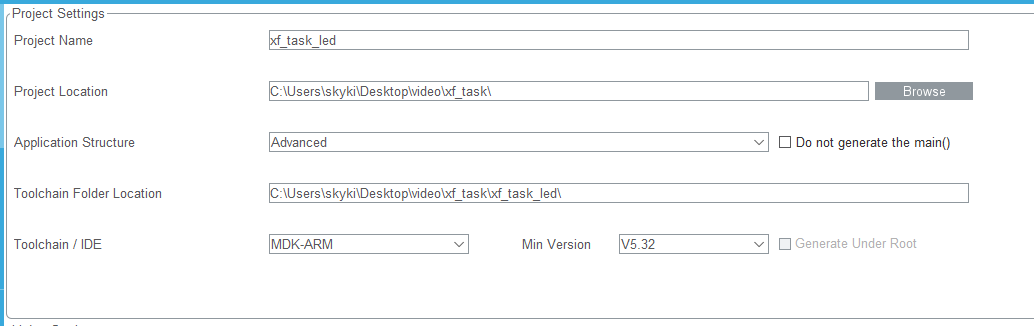 Project Settings
Project Name xf_task_led
Project Location C:\Users\skyki\Desktop\video\xf_task\ Browse
Application Structure Advanced Do not generate the main()
Toolchain Folder Location C:\Users\skyki\Desktop\video\xf_task\xf_task_led\
Toolchain / IDE MDK-ARM Min Version V5.32 Generate Under Root